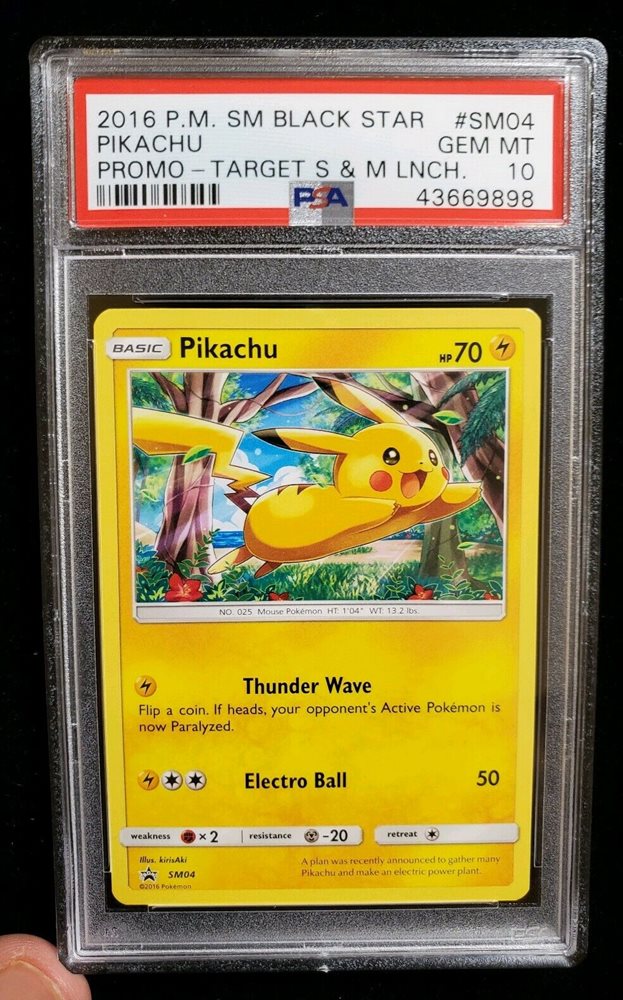 2016 P.M. SM BLACK STAR #SM04
PIKACHU GEM MT
PROMO – TARGET S & M LNCH. 10
PSA 43669898
BASIC Pikachu HP 70
NO. 025 Mouse Pokémon HT: 1'04" WT: 13.2 lbs.
Thunder Wave
Flip a coin. If heads, your opponent's Active Pokémon is
now Paralyzed.
Electro Ball 50
weakness ×2 resistance -20 retreat
Illus. kirisAki
SM04
©2016 Pokémon
A plan was recently announced to gather many
Pikachu and make an electric power plant.